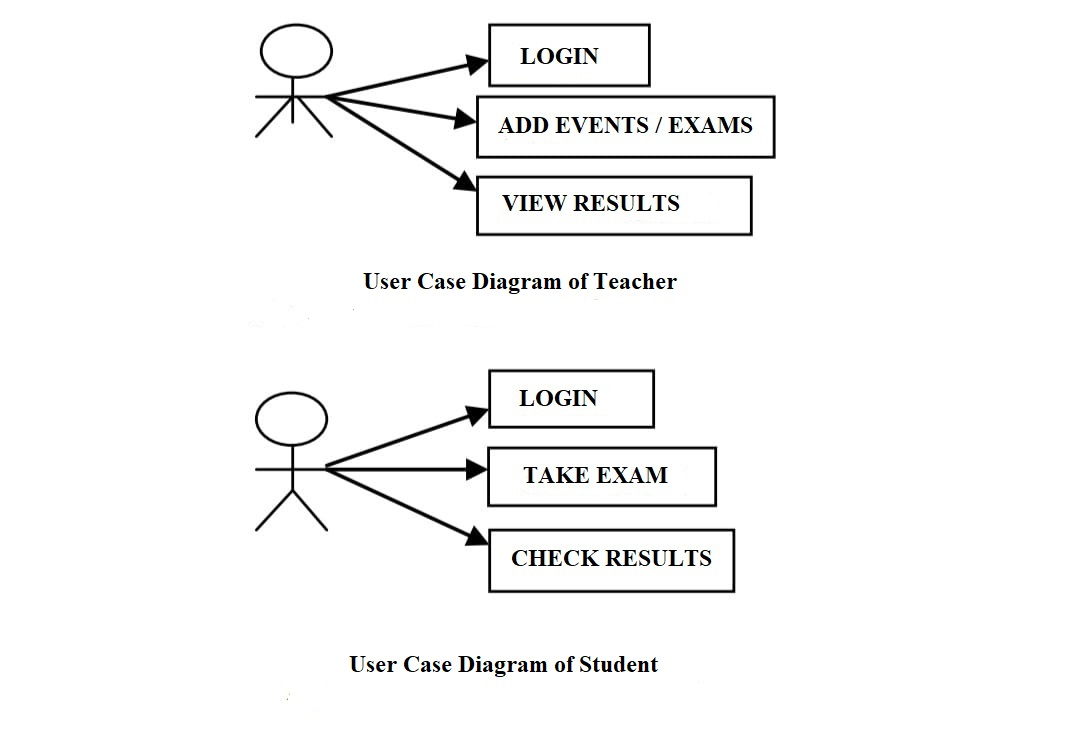 LOGIN
ADD EVENTS / EXAMS
VIEW RESULTS
User Case Diagram of Teacher
LOGIN
TAKE EXAM
CHECK RESULTS
User Case Diagram of Student